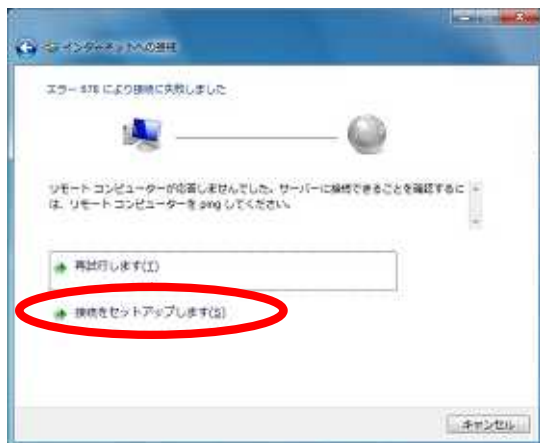 インターネットへの接続
エラー 678 により接続に失敗しました
リモート コンピューターが応答しませんでした。サーバーに接続できることを確認するに
は、リモート コンピューターを ping してください。
再試行します(T)
接続をセットアップします(S)
キャンセル